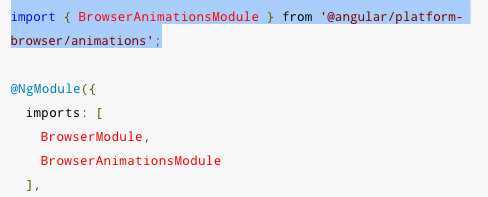 import { BrowserAnimationsModule } from '@angular/platform-
browser/animations';
@NgModule({
  imports: [
    BrowserModule,
    BrowserAnimationsModule
  ],